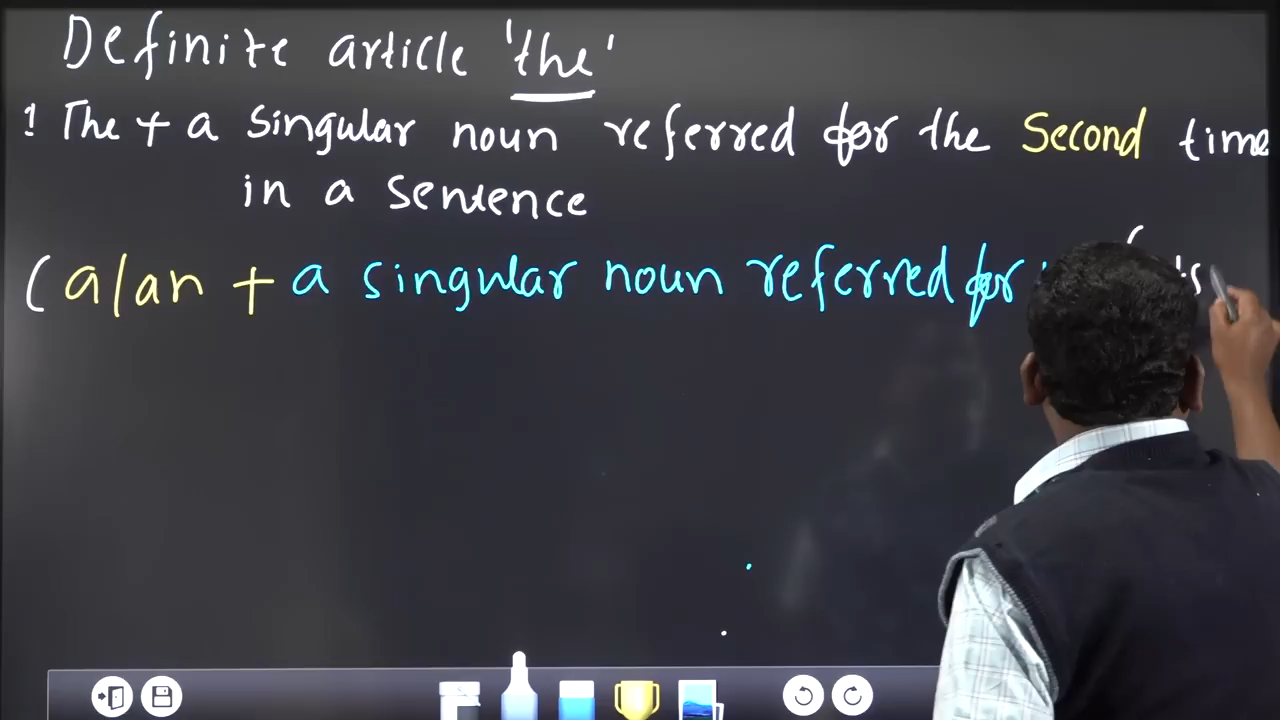 Definite article 'the'
1 The + a singular noun referred for the Second time
in a sentence
(a/an + a singular noun referred for